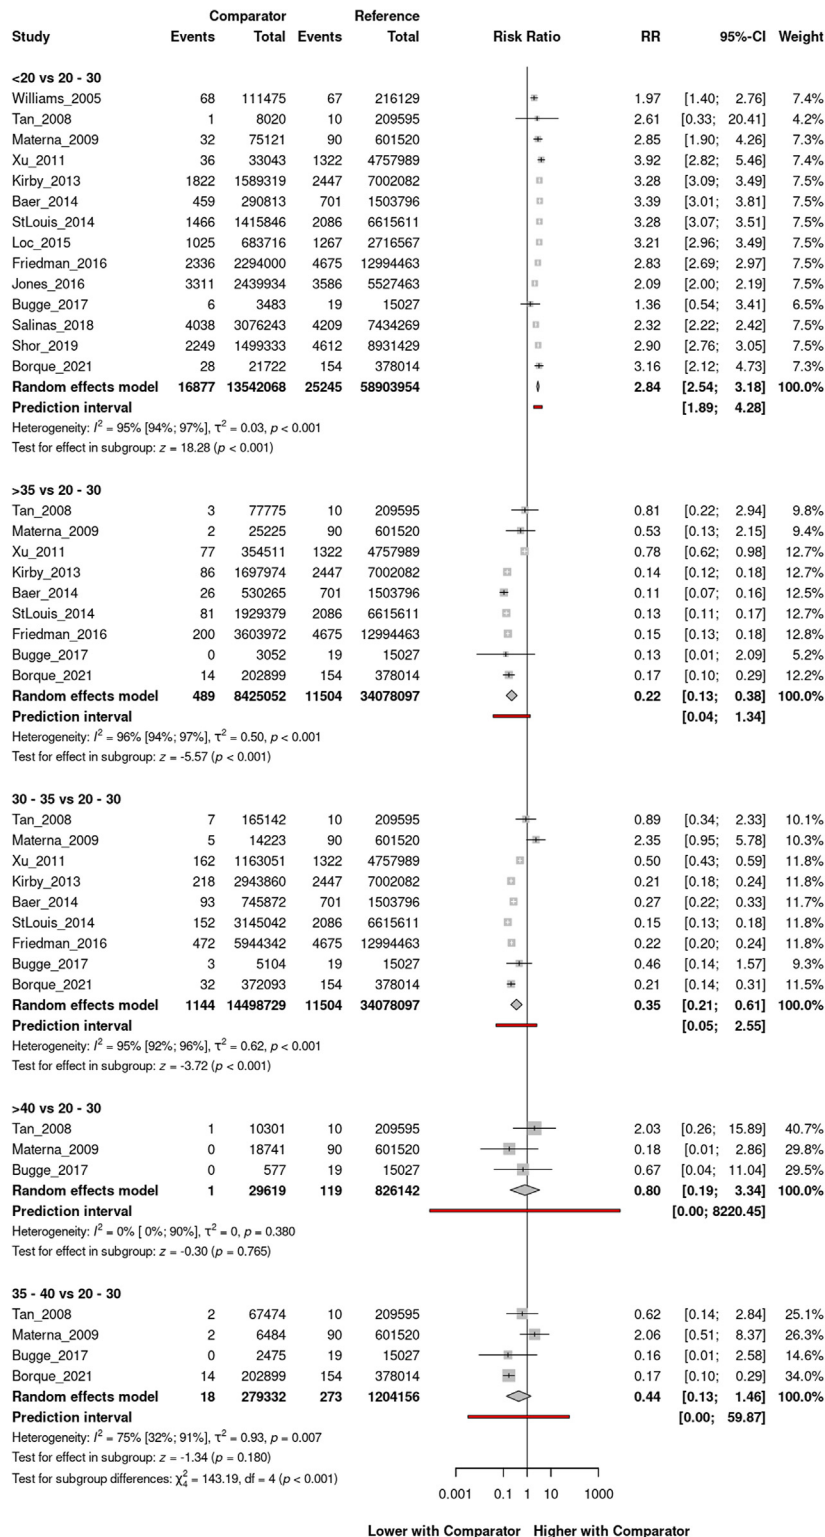 Comparator Reference
Study Events Total Events Total Risk Ratio RR 95%-CI Weight
<20 vs 20 - 30
Williams_2005 68 111475 67 216129 1.97 [1.40; 2.76] 7.4%
Tan_2008 1 8020 10 209595 2.61 [0.33; 20.41] 4.2%
Materna_2009 32 75121 90 601520 2.85 [1.90; 4.26] 7.3%
Xu_2011 36 33043 1322 4757989 3.92 [2.82; 5.46] 7.4%
Kirby_2013 1822 1589319 2447 7002082 3.28 [3.09; 3.49] 7.5%
Baer_2014 459 290813 701 1503796 3.39 [3.01; 3.81] 7.5%
StLouis_2014 1466 1415846 2086 6615611 3.28 [3.07; 3.51] 7.5%
Loc_2015 1025 683716 1267 2716567 3.21 [2.96; 3.49] 7.5%
Friedman_2016 2336 2294000 4675 12994463 2.83 [2.69; 2.97] 7.5%
Jones_2016 3311 2439934 3586 5527463 2.09 [2.00; 2.19] 7.5%
Bugge_2017 6 3483 19 15027 1.36 [0.54; 3.41] 6.5%
Salinas_2018 4038 3076243 4209 7434269 2.32 [2.22; 2.42] 7.5%
Shor_2019 2249 1499333 4612 8931429 2.90 [2.76; 3.05] 7.5%
Borque_2021 28 21722 154 378014 3.16 [2.12; 4.73] 7.3%
Random effects model 16877 13542068 25245 58903954 2.84 [2.54; 3.18] 100.0%
Prediction interval [1.89; 4.28]
Heterogeneity: I² = 95% [94%; 97%], τ² = 0.03, p < 0.001
Test for effect in subgroup: z = 18.28 (p < 0.001)
>35 vs 20 - 30
Tan_2008 3 77775 10 209595 0.81 [0.22; 2.94] 9.8%
Materna_2009 2 25225 90 601520 0.53 [0.13; 2.15] 9.4%
Xu_2011 77 354511 1322 4757989 0.78 [0.62; 0.98] 12.7%
Kirby_2013 86 1697974 2447 7002082 0.14 [0.12; 0.18] 12.7%
Baer_2014 26 530265 701 1503796 0.11 [0.07; 0.16] 12.5%
StLouis_2014 81 1929379 2086 6615611 0.13 [0.11; 0.17] 12.7%
Friedman_2016 200 3603972 4675 12994463 0.15 [0.13; 0.18] 12.8%
Bugge_2017 0 3052 19 15027 0.13 [0.01; 2.09] 5.2%
Borque_2021 14 202899 154 378014 0.17 [0.10; 0.29] 12.2%
Random effects model 489 8425052 11504 34078097 0.22 [0.13; 0.38] 100.0%
Prediction interval [0.04; 1.34]
Heterogeneity: I² = 96% [94%; 97%], τ² = 0.50, p < 0.001
Test for effect in subgroup: z = -5.57 (p < 0.001)
30 - 35 vs 20 - 30
Tan_2008 7 165142 10 209595 0.89 [0.34; 2.33] 10.1%
Materna_2009 5 14223 90 601520 2.35 [0.95; 5.78] 10.3%
Xu_2011 162 1163051 1322 4757989 0.50 [0.43; 0.59] 11.8%
Kirby_2013 218 2943860 2447 7002082 0.21 [0.18; 0.24] 11.8%
Baer_2014 93 745872 701 1503796 0.27 [0.22; 0.33] 11.7%
StLouis_2014 152 3145042 2086 6615611 0.15 [0.13; 0.18] 11.8%
Friedman_2016 472 5944342 4675 12994463 0.22 [0.20; 0.24] 11.8%
Bugge_2017 3 5104 19 15027 0.46 [0.14; 1.57] 9.3%
Borque_2021 32 372093 154 378014 0.21 [0.14; 0.31] 11.5%
Random effects model 1144 14498729 11504 34078097 0.35 [0.21; 0.61] 100.0%
Prediction interval [0.05; 2.55]
Heterogeneity: I² = 95% [92%; 96%], τ² = 0.62, p < 0.001
Test for effect in subgroup: z = -3.72 (p < 0.001)
>40 vs 20 - 30
Tan_2008 1 10301 10 209595 2.03 [0.26; 15.89] 40.7%
Materna_2009 0 18741 90 601520 0.18 [0.01; 2.86] 29.8%
Bugge_2017 0 577 19 15027 0.67 [0.04; 11.04] 29.5%
Random effects model 1 29619 119 826142 0.80 [0.19; 3.34] 100.0%
Prediction interval [0.00; 8220.45]
Heterogeneity: I² = 0% [ 0%; 90%], τ² = 0, p = 0.380
Test for effect in subgroup: z = -0.30 (p = 0.765)
35 - 40 vs 20 - 30
Tan_2008 2 67474 10 209595 0.62 [0.14; 2.84] 25.1%
Materna_2009 2 6484 90 601520 2.06 [0.51; 8.37] 26.3%
Bugge_2017 0 2475 19 15027 0.16 [0.01; 2.58] 14.6%
Borque_2021 14 202899 154 378014 0.17 [0.10; 0.29] 34.0%
Random effects model 18 279332 273 1204156 0.44 [0.13; 1.46] 100.0%
Prediction interval [0.00; 59.87]
Heterogeneity: I² = 75% [32%; 91%], τ² = 0.93, p = 0.007
Test for effect in subgroup: z = -1.34 (p = 0.180)
Test for subgroup differences: χ²₄ = 143.19, df = 4 (p < 0.001)
0.001 0.1 1 10 1000
Lower with Comparator Higher with Comparator